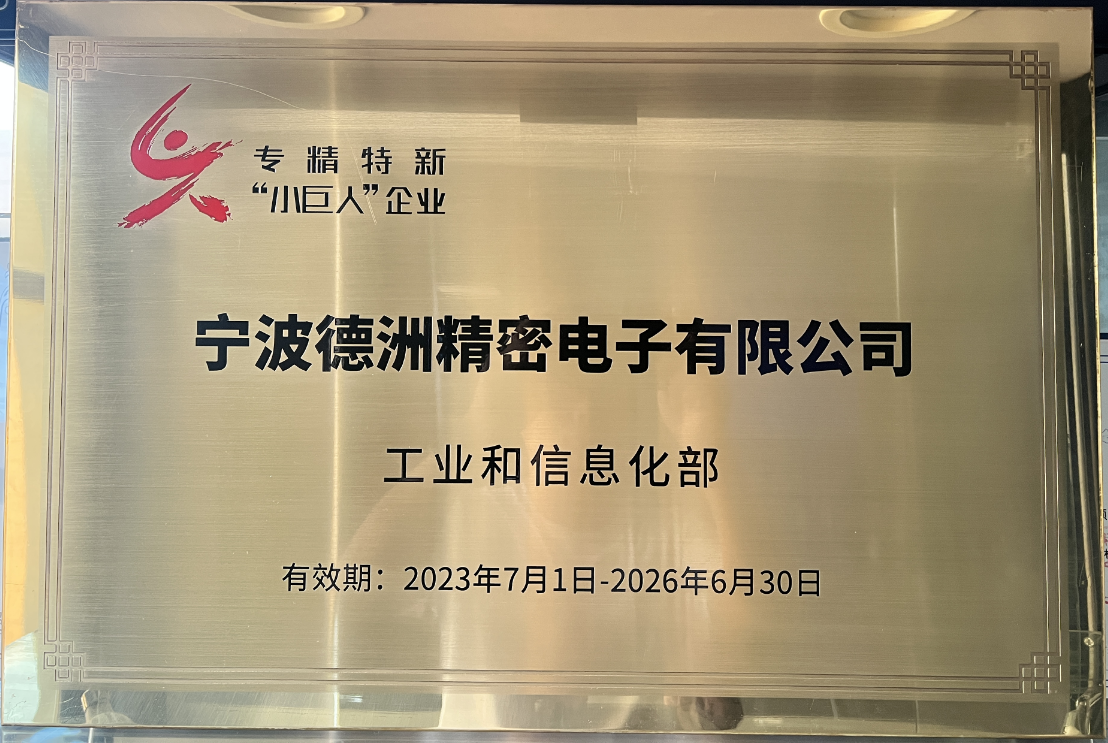 专精特新
“小巨人”企业
宁波德洲精密电子有限公司
工业和信息化部
有效期：2023年7月1日-2026年6月30日